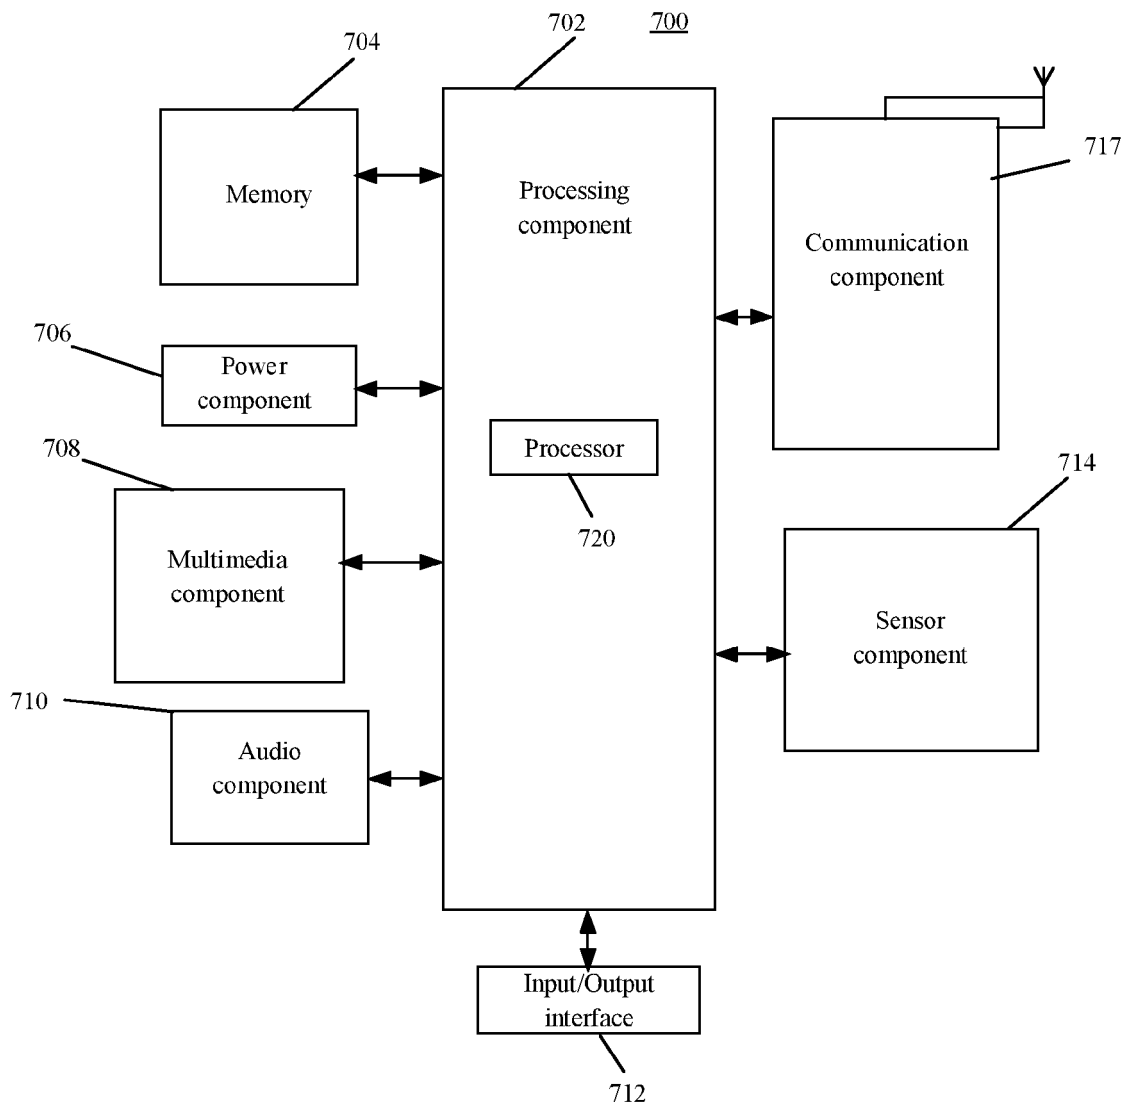 702
700
704
717
Memory
Processing
component
Communication
component
706
Power
component
708
Processor
714
720
Multimedia
component
Sensor
component
710
Audio
component
Input/Output
interface
712